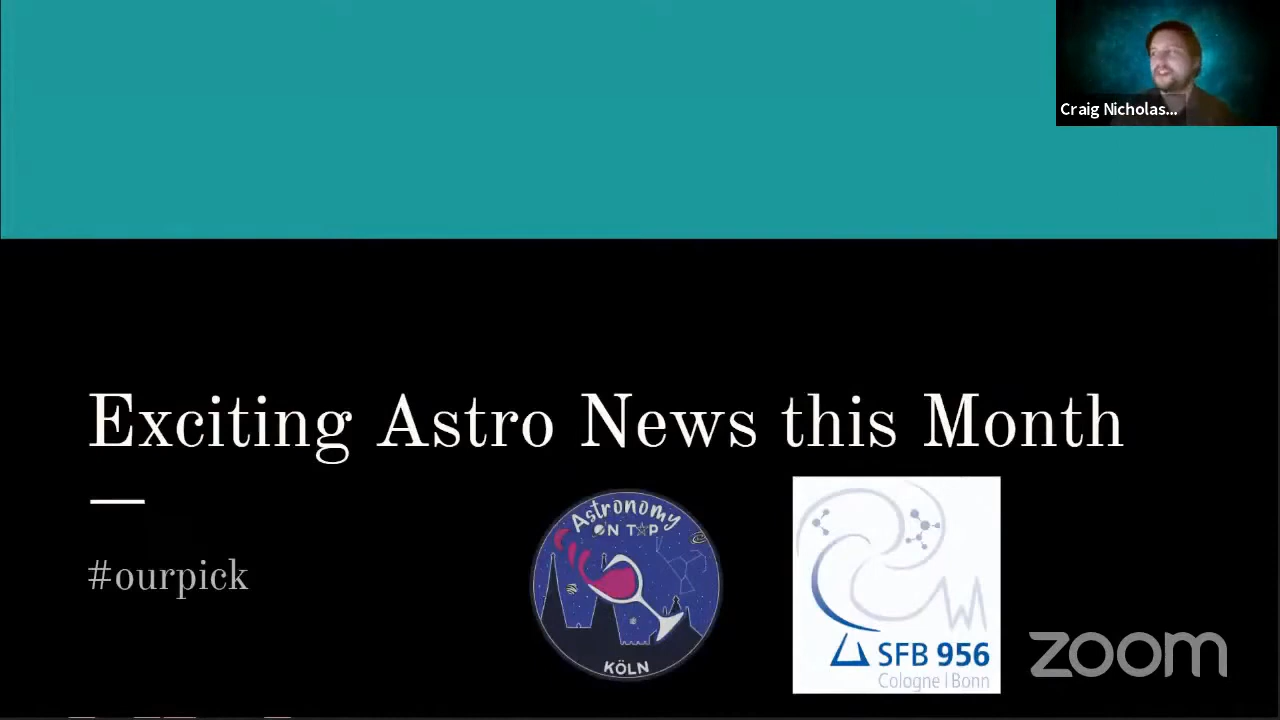 Craig Nicholas...
Exciting Astro News this Month
#ourpick
Astronomy
ON TAP
KÖLN
SFB 956
Cologne | Bonn
zoom